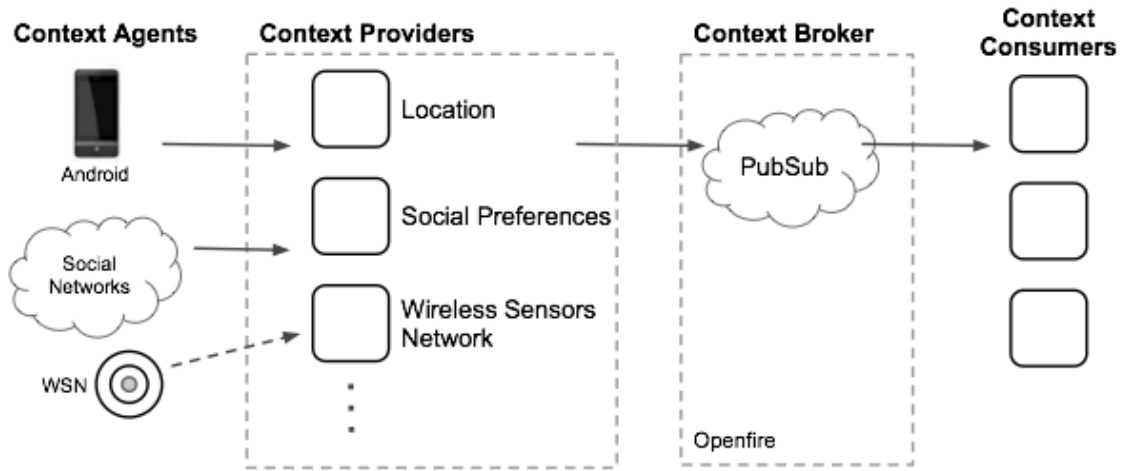 Context Agents
Context Providers
Context Broker
Context
Consumers
Android
Location
PubSub
Social Preferences
Social
Networks
Wireless Sensors
Network
WSN
Openfire